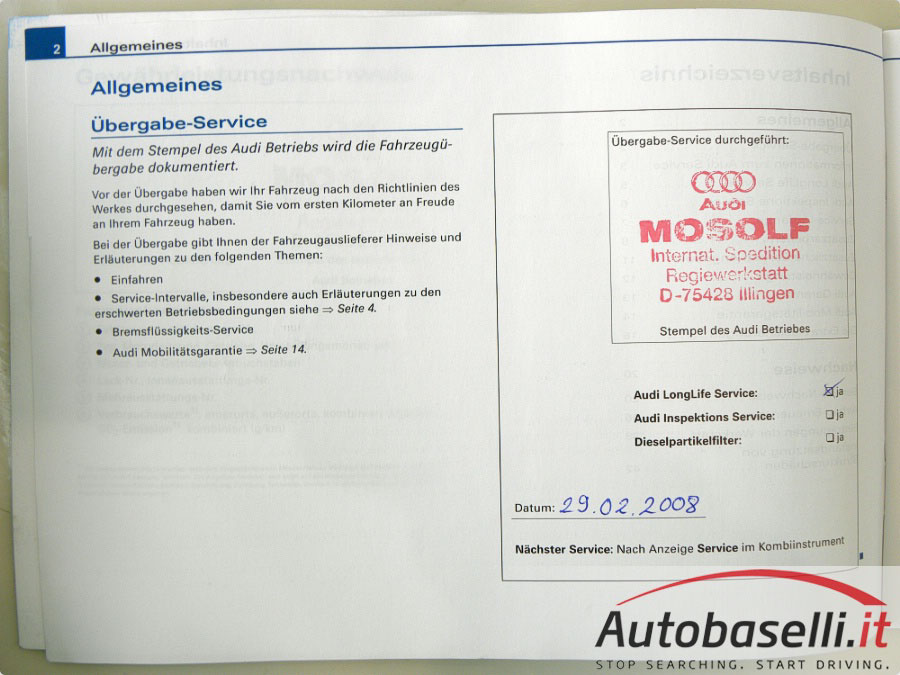 2 Allgemeines
Allgemeines
Übergabe-Service
Mit dem Stempel des Audi Betriebs wird die Fahrzeugü-
bergabe dokumentiert.
Vor der Übergabe haben wir Ihr Fahrzeug nach den Richtlinien des
Werkes durchgesehen, damit Sie vom ersten Kilometer an Freude
an Ihrem Fahrzeug haben.
Bei der Übergabe gibt Ihnen der Fahrzeugauslieferer Hinweise und
Erläuterungen zu den folgenden Themen:
• Einfahren
• Service-Intervalle, insbesondere auch Erläuterungen zu den
erschwerten Betriebsbedingungen siehe ⇒ Seite 4.
• Bremsflüssigkeits-Service
• Audi Mobilitätsgarantie ⇒ Seite 14.
Übergabe-Service durchgeführt:
Audi
MOSOLF
Internat. Spedition
Regiewerkstatt
D-75428 Illingen
Stempel des Audi Betriebes
Audi LongLife Service: ☒ ja
Audi Inspektions Service: ❑ ja
Dieselpartikelfilter: ❑ ja
Datum: 29.02.2008
Nächster Service: Nach Anzeige Service im Kombiinstrument
Autobaselli.it
STOP SEARCHING. START DRIVING.